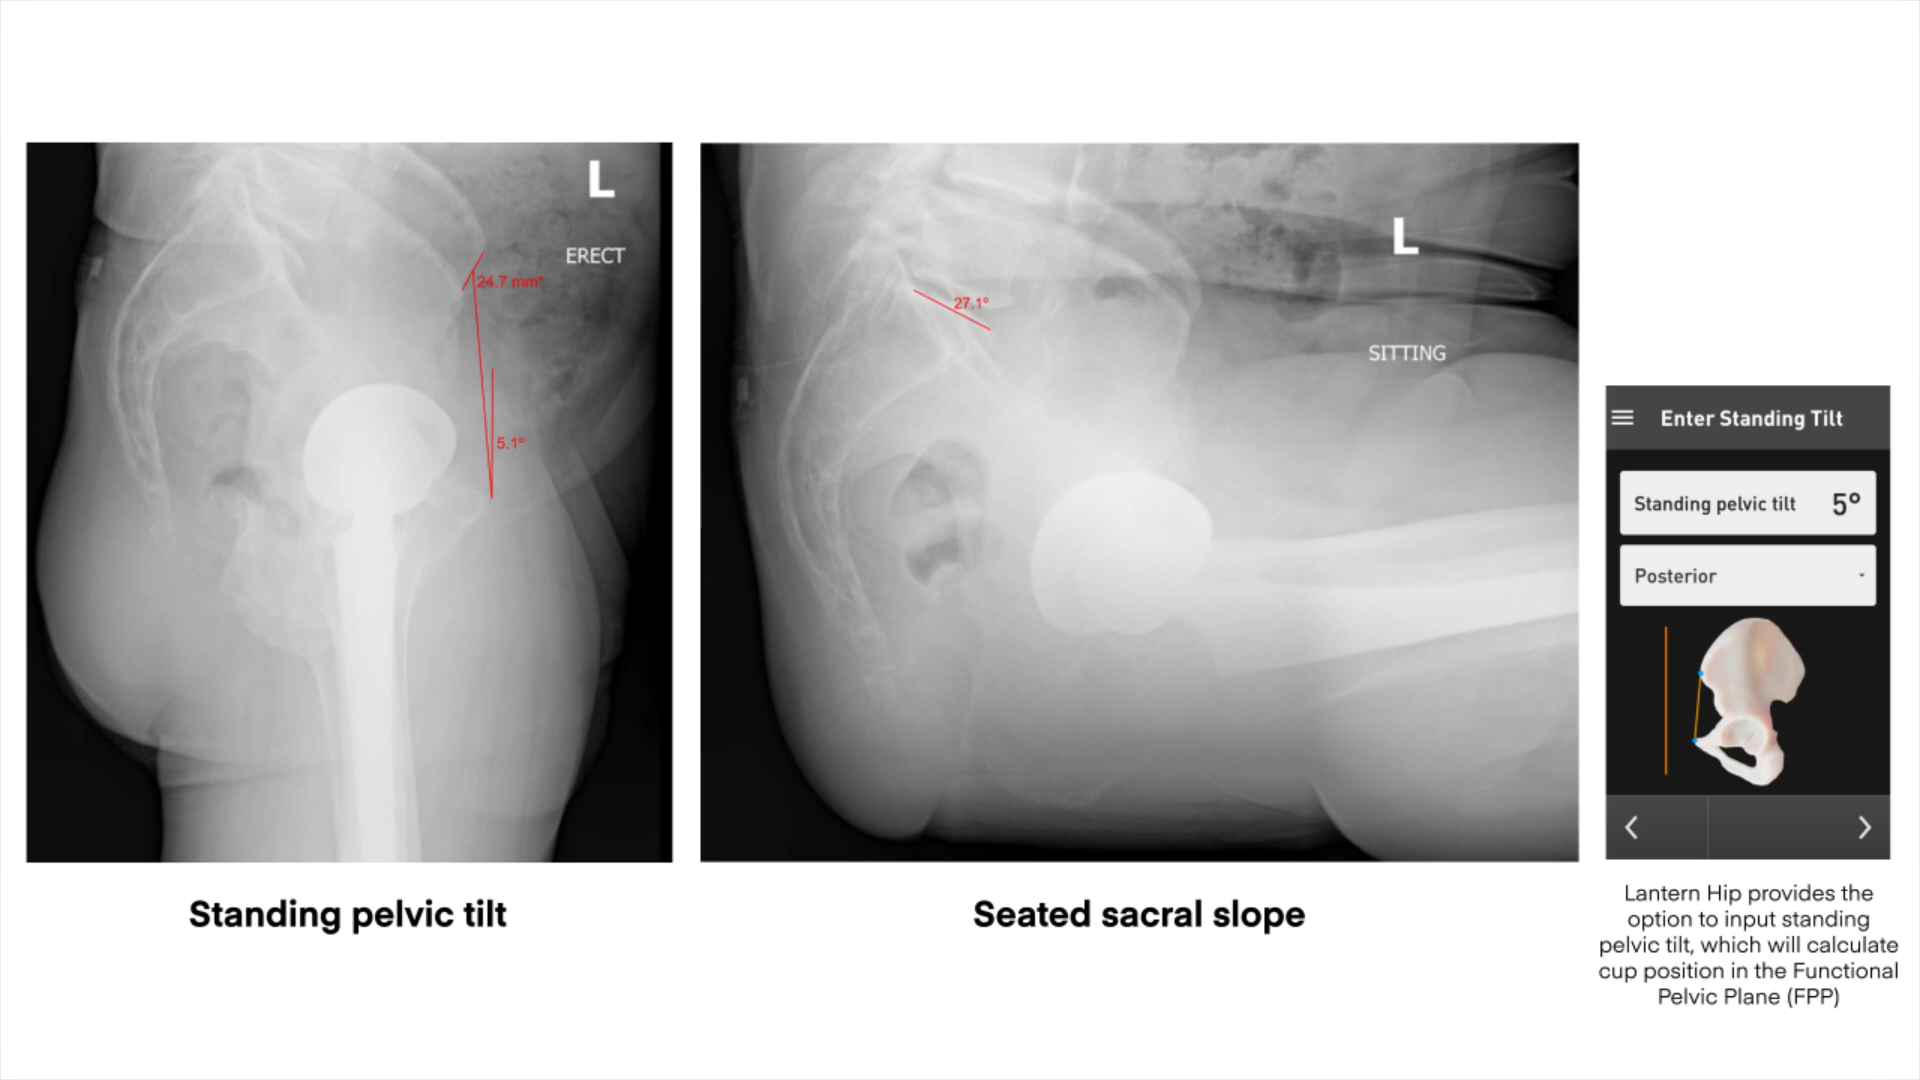 L
ERECT
24.7 mm*
5.1°
Standing pelvic tilt
L
27.1°
SITTING
Seated sacral slope
Enter Standing Tilt
Standing pelvic tilt 5°
Posterior
Lantern Hip provides the
option to input standing
pelvic tilt, which will calculate
cup position in the Functional
Pelvic Plane (FPP)